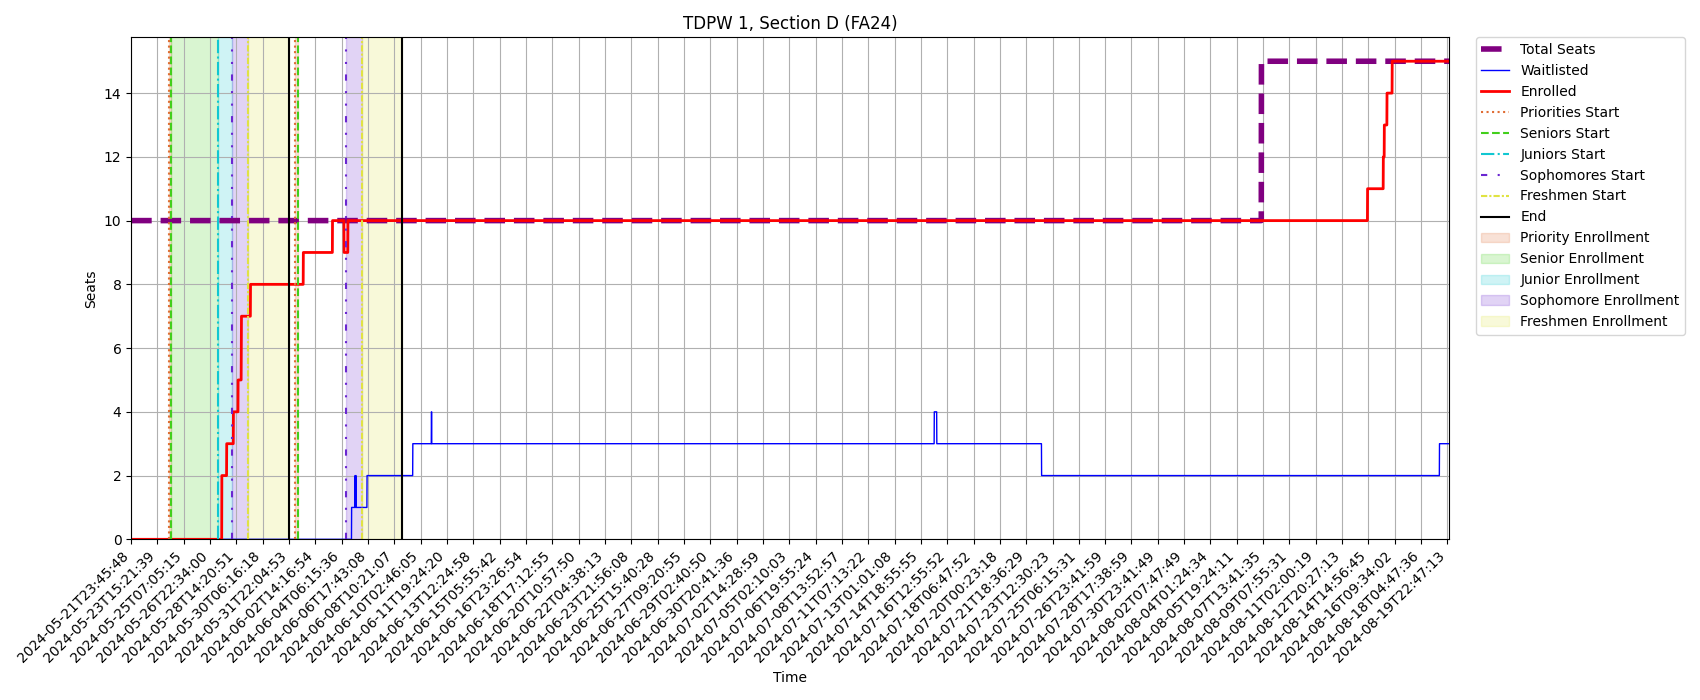 TDPW 1, Section D (FA24)
Seats
14
12
10
8
6
4
2
0
2024-05-21T23:45:48
2024-05-23T15:21:39
2024-05-25T07:05:15
2024-05-26T22:34:00
2024-05-28T14:20:51
2024-05-30T06:16:18
2024-05-31T22:04:53
2024-06-02T14:16:54
2024-06-04T06:15:36
2024-06-06T17:43:08
2024-06-08T10:21:07
2024-06-10T02:46:05
2024-06-11T19:24:20
2024-06-13T12:24:58
2024-06-15T05:55:42
2024-06-16T23:26:54
2024-06-18T17:12:55
2024-06-20T10:57:50
2024-06-22T04:38:13
2024-06-23T21:56:08
2024-06-25T15:40:28
2024-06-27T09:20:55
2024-06-29T02:40:50
2024-06-30T20:41:36
2024-07-02T14:28:59
2024-07-05T02:10:03
2024-07-06T19:55:24
2024-07-08T13:52:57
2024-07-11T07:13:22
2024-07-13T01:01:08
2024-07-14T18:55:55
2024-07-16T12:55:52
2024-07-18T06:47:52
2024-07-20T00:23:18
2024-07-21T18:36:29
2024-07-23T12:30:23
2024-07-25T06:15:31
2024-07-26T23:41:59
2024-07-28T17:38:59
2024-07-30T23:41:49
2024-08-02T07:47:49
2024-08-04T01:24:34
2024-08-05T19:24:11
2024-08-07T13:41:35
2024-08-09T07:55:31
2024-08-11T02:00:19
2024-08-12T20:27:13
2024-08-14T14:56:45
2024-08-16T09:34:02
2024-08-18T04:47:36
2024-08-19T22:47:13
Time
Total Seats
Waitlisted
Enrolled
Priorities Start
Seniors Start
Juniors Start
Sophomores Start
Freshmen Start
End
Priority Enrollment
Senior Enrollment
Junior Enrollment
Sophomore Enrollment
Freshmen Enrollment